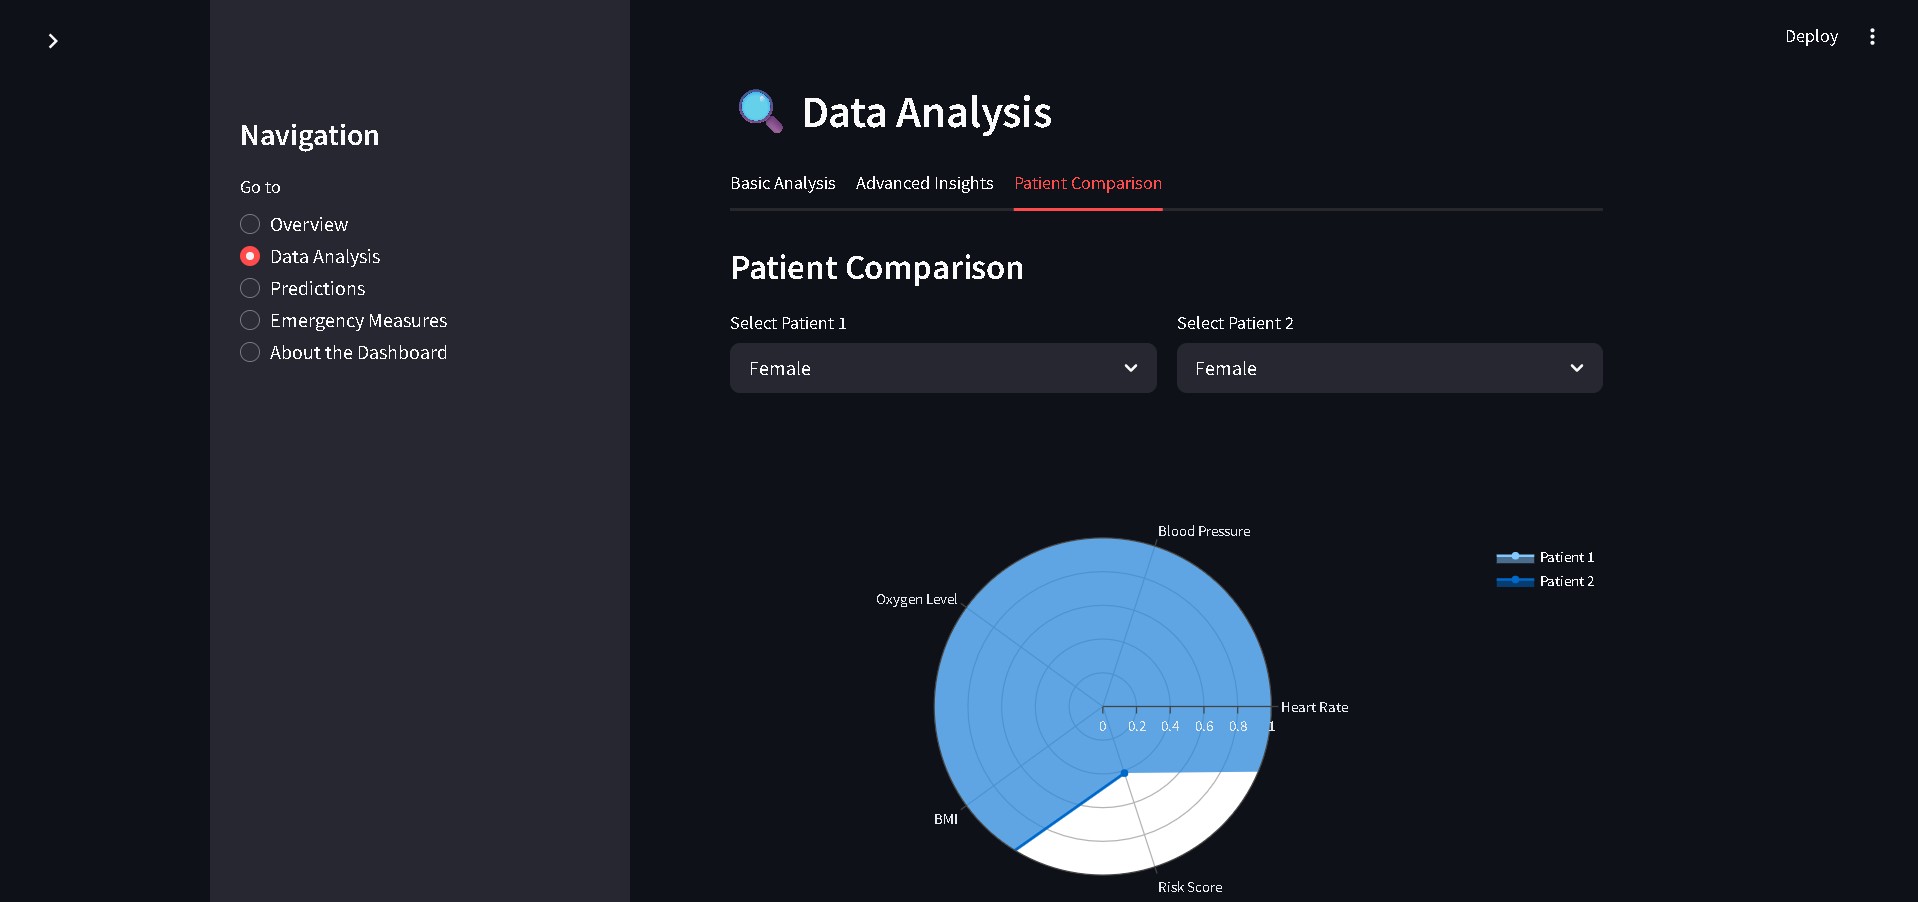 Deploy
Navigation
Go to
Overview
Data Analysis
Predictions
Emergency Measures
About the Dashboard
Data Analysis
Basic Analysis Advanced Insights Patient Comparison
Patient Comparison
Select Patient 1 Select Patient 2
Female Female
Blood Pressure
Patient 1
Patient 2
Oxygen Level
Heart Rate
0 0.2 0.4 0.6 0.8 1
BMI
Risk Score